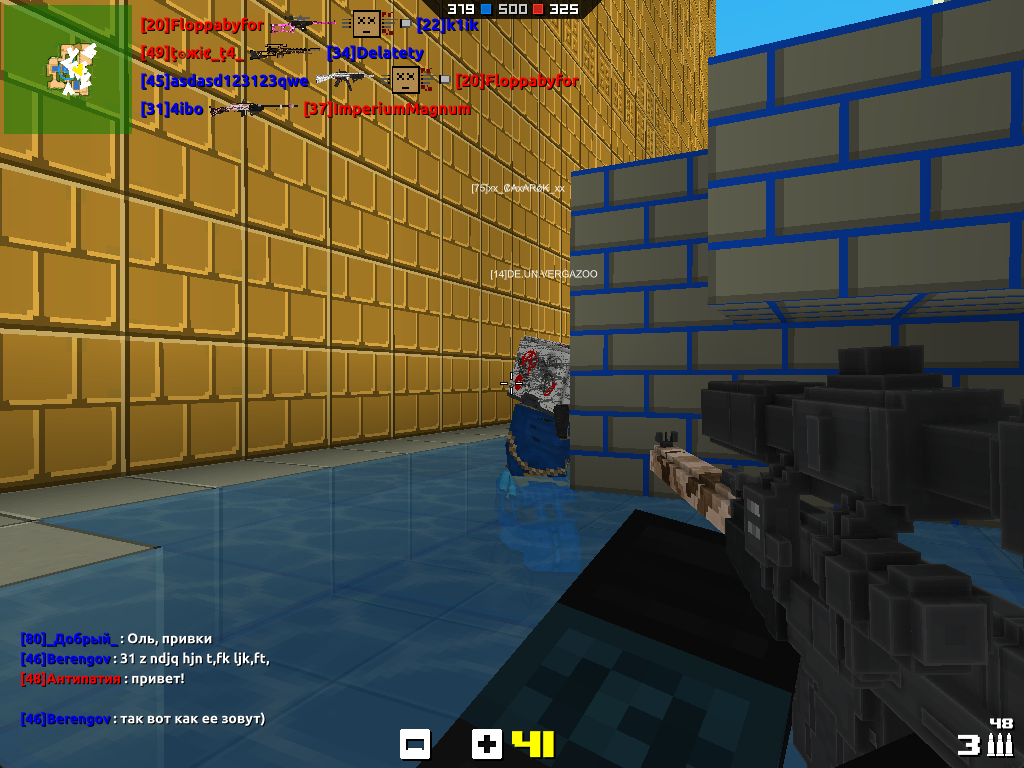 379 500 325
[20]Floppabyfor [22]k1ik
[34]Delatety
[45]asdasd123123qwe [20]Floppabyfor
[31]4ibo [37]ImperiumMagnum
[14]DE.UN.VERGAZOO
[80]_Добрый_ : Оль, привки
[46]Berengov : 31 z ndjq hjn t,fk ljk,ft,
[48]Антипатия : привет!
[46]Berengov : так вот как ее зовут)
41
48
3